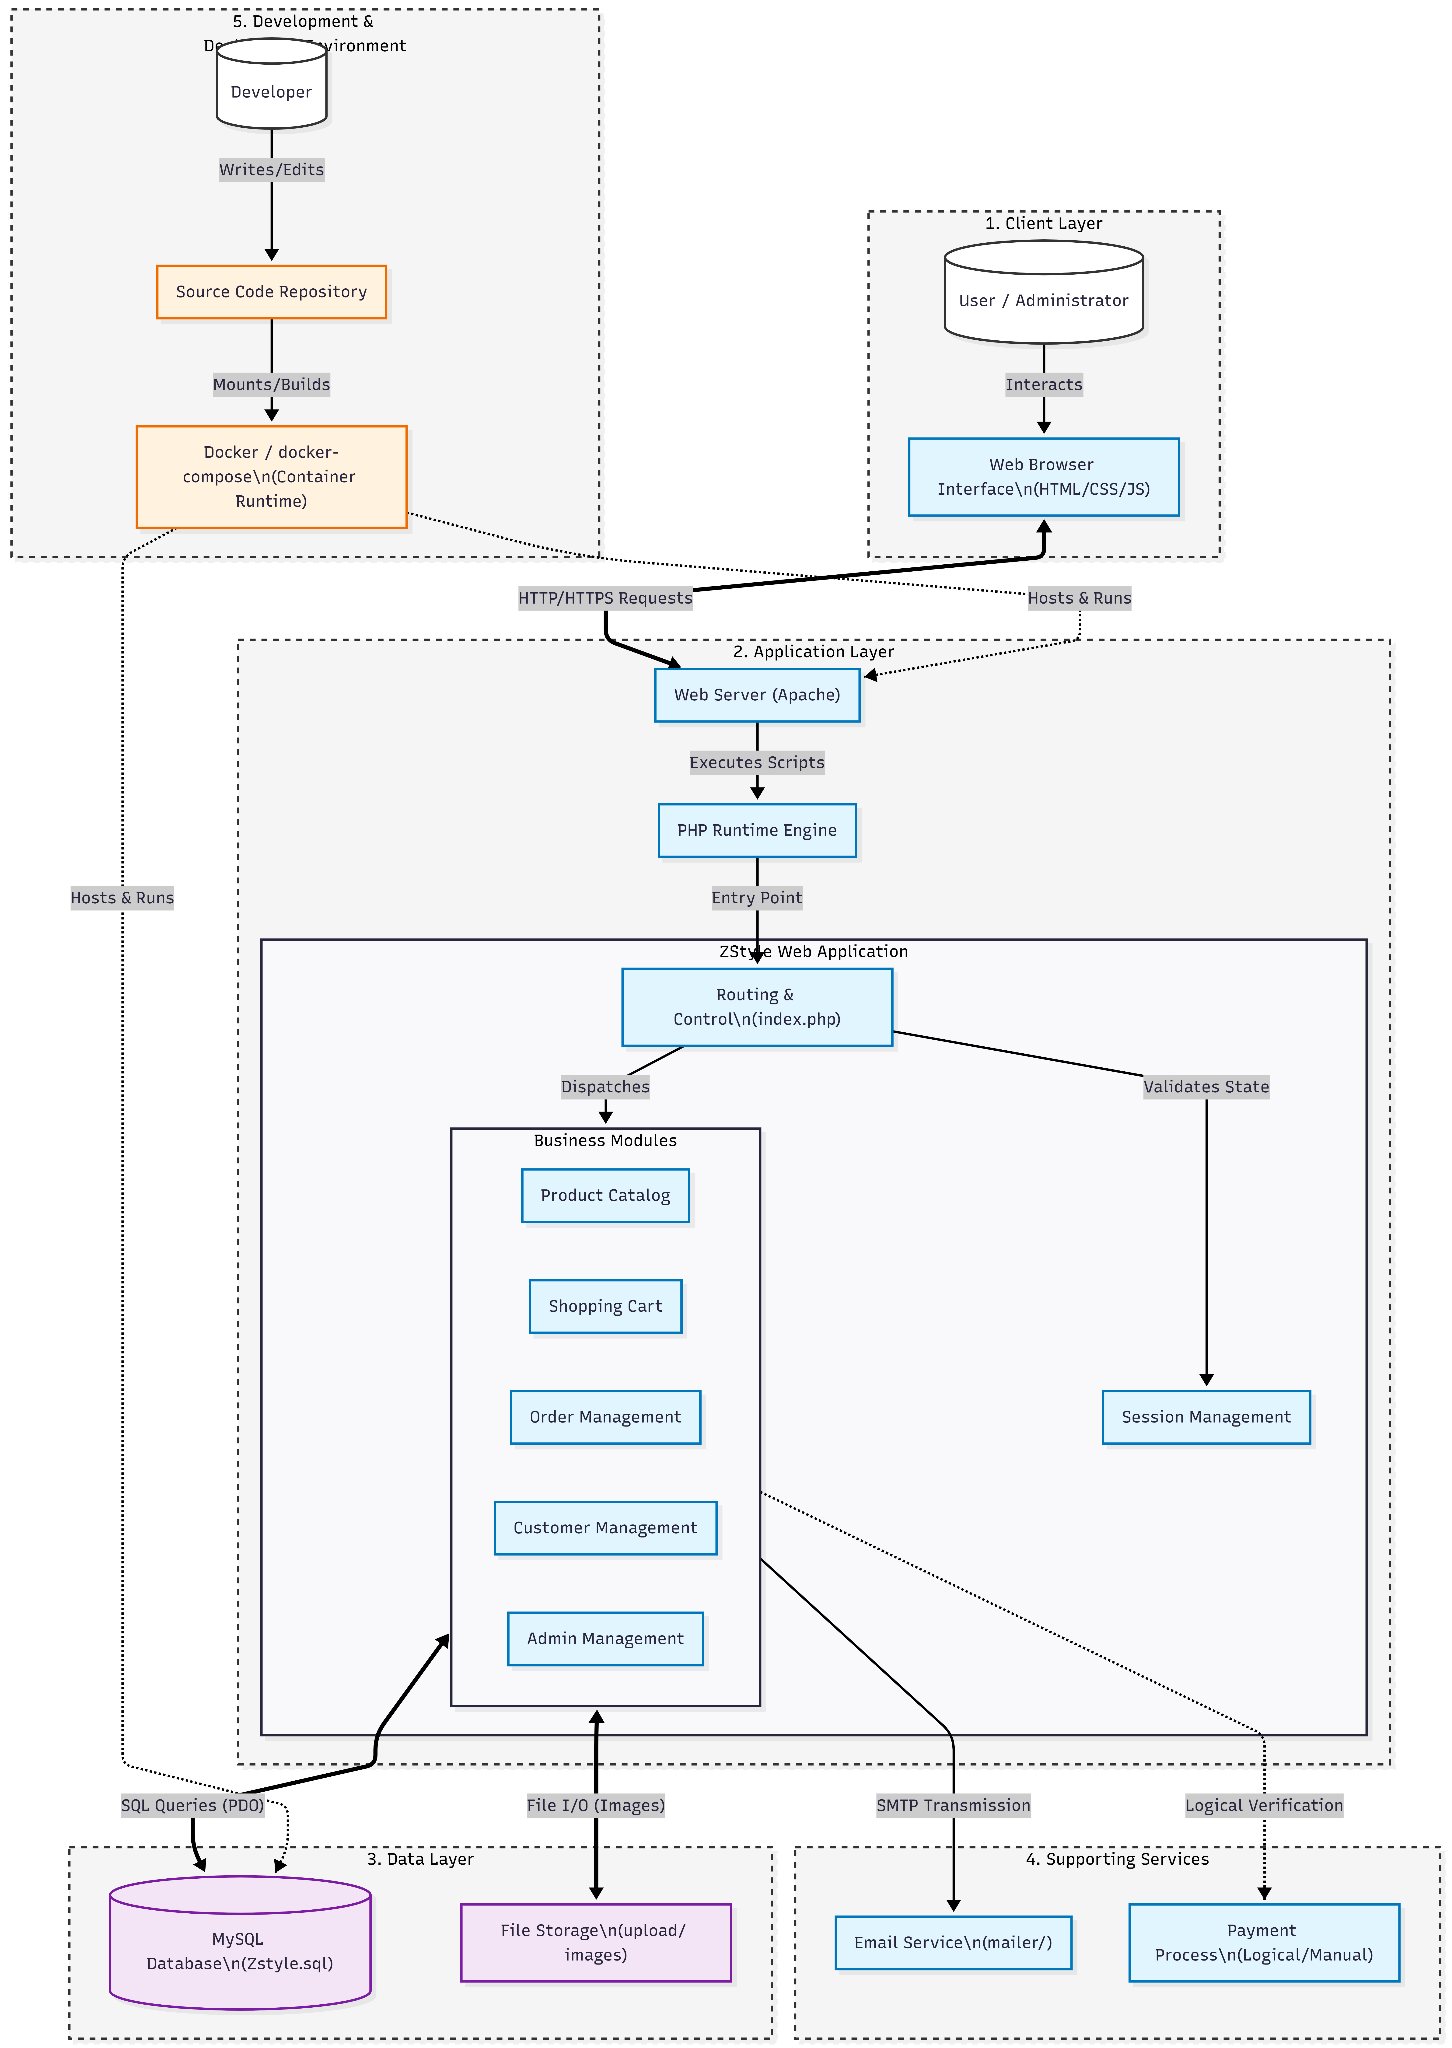 5. Development &
Environment
Developer
Writes/Edits
Source Code Repository
Mounts/Builds
Docker / docker-
compose\n(Container
Runtime)
1. Client Layer
User / Administrator
Interacts
Web Browser
Interface\n(HTML/CSS/JS)
HTTP/HTTPS Requests
Hosts & Runs
2. Application Layer
Web Server (Apache)
Executes Scripts
PHP Runtime Engine
Entry Point
Hosts & Runs
ZStyle Web Application
Routing &
Control\n(index.php)
Dispatches
Validates State
Business Modules
Product Catalog
Shopping Cart
Order Management
Session Management
Customer Management
Admin Management
SQL Queries (PDO)
File I/O (Images)
SMTP Transmission
Logical Verification
3. Data Layer
MySQL
Database\n(Zstyle.sql)
File Storage\n(upload/
images)
4. Supporting Services
Email Service\n(mailer/)
Payment
Process\n(Logical/Manual)